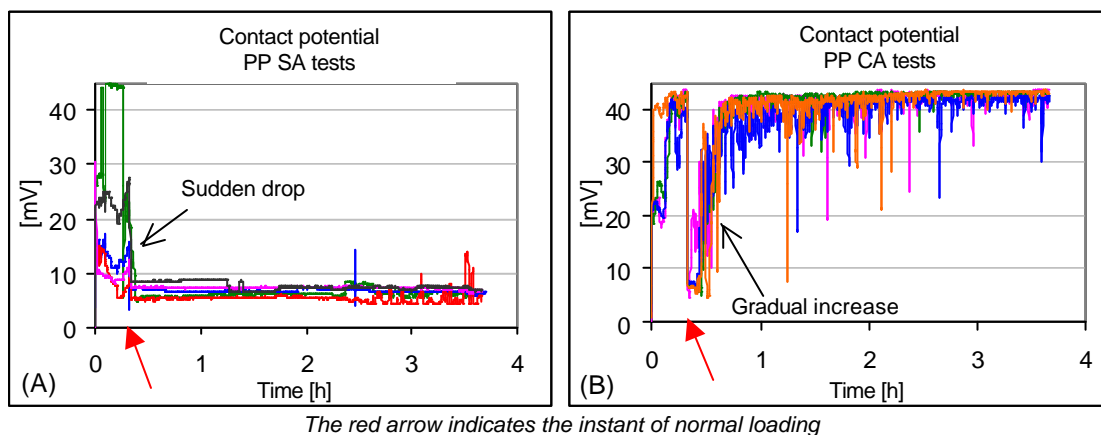 Contact potential
PP SA tests
40
30
20
10
0
[mV]
Sudden drop
0 1 2 3 4
Time [h]
(A)
Contact potential
PP CA tests
40
30
20
10
0
[mV]
Gradual increase
0 1 2 3 4
Time [h]
(B)
The red arrow indicates the instant of normal loading